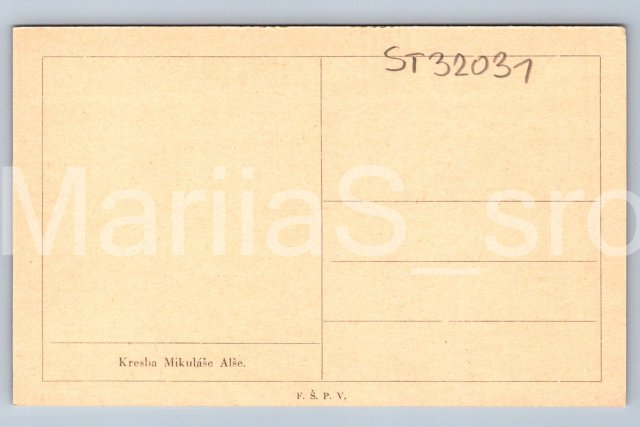 ST32031
MariiaS_sro
Kresba Mikuláše Alše.
F. Š. P. V.